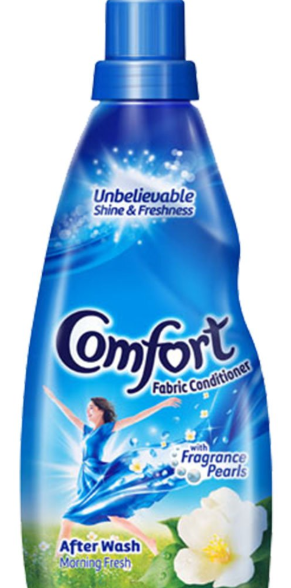 Unbelievable
Shine & Freshness
Comfort
Fabric Conditioner
with
Fragrance
Pearls
After Wash
Morning Fresh